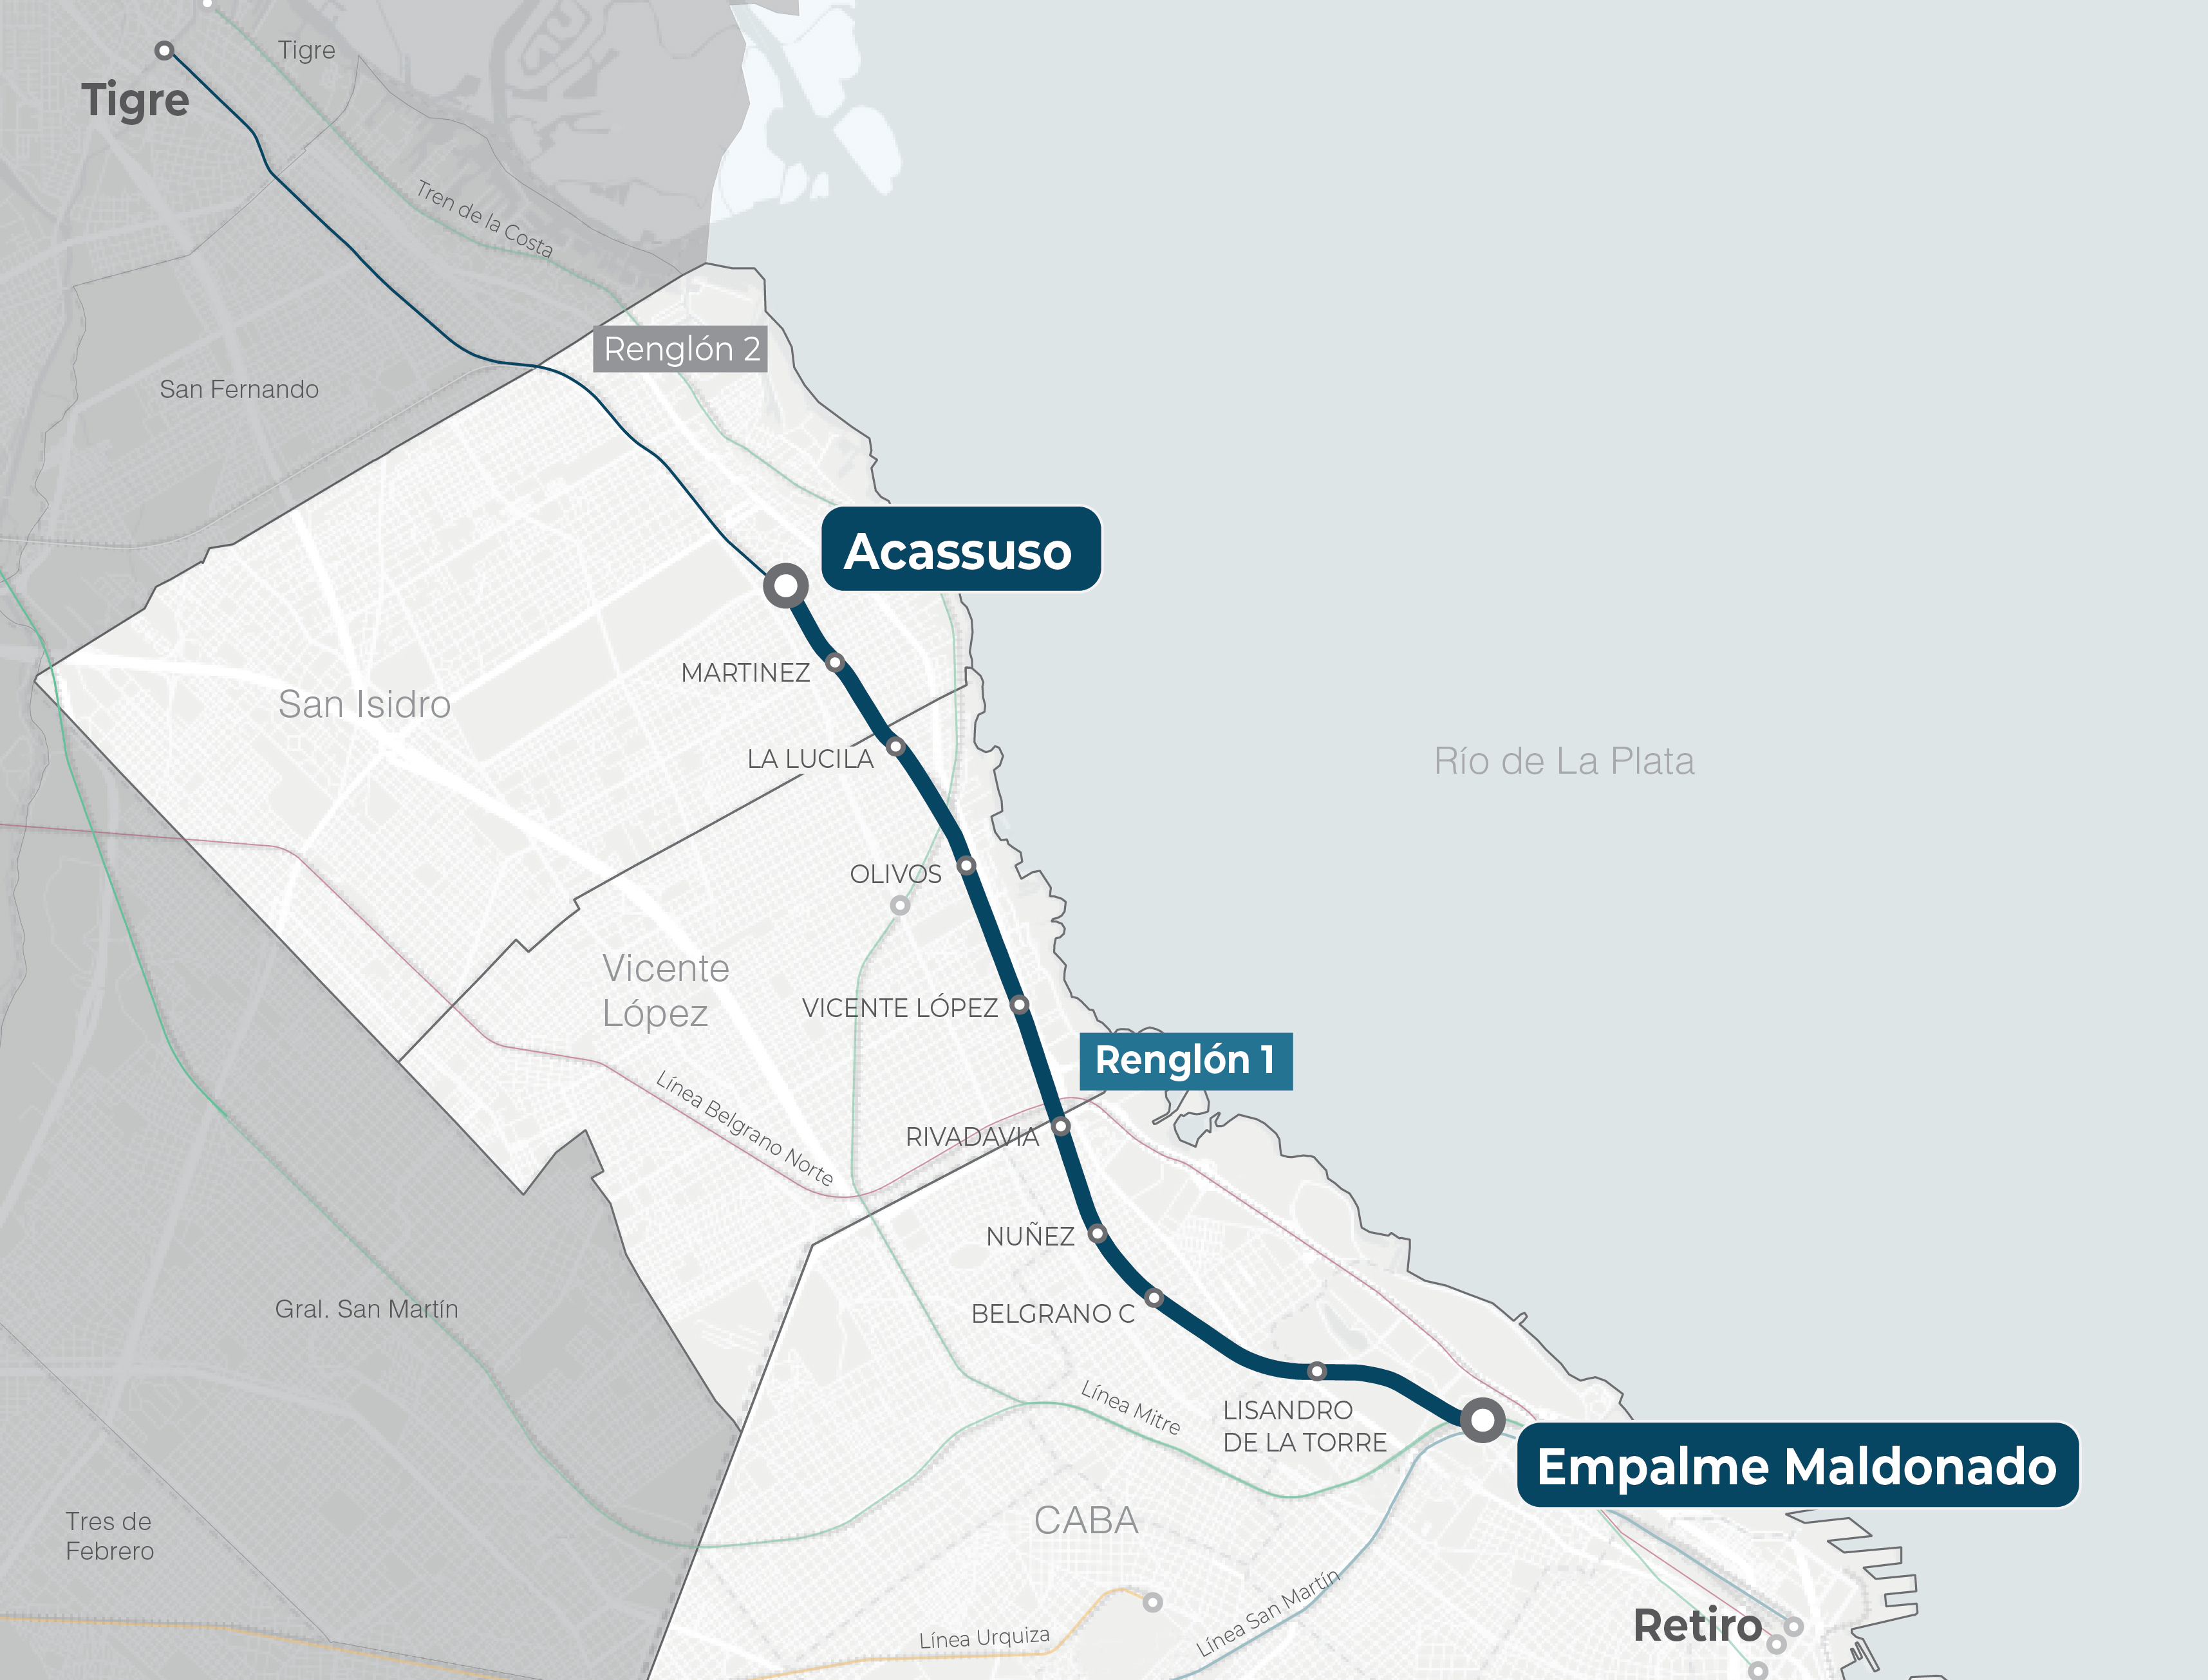 Tigre
Tigre
Tren de la Costa
Renglón 2
San Fernando
Acassuso
MARTINEZ
San Isidro
LA LUCILA
Río de La Plata
OLIVOS
Vicente
López
VICENTE LÓPEZ
Renglón 1
Línea Belgrano Norte
RIVADAVIA
NUÑEZ
Gral. San Martín
BELGRANO C
Línea Mitre
LISANDRO
DE LA TORRE
Empalme Maldonado
CABA
Tres de
Febrero
Línea San Martín
Línea Urquiza
Retiro